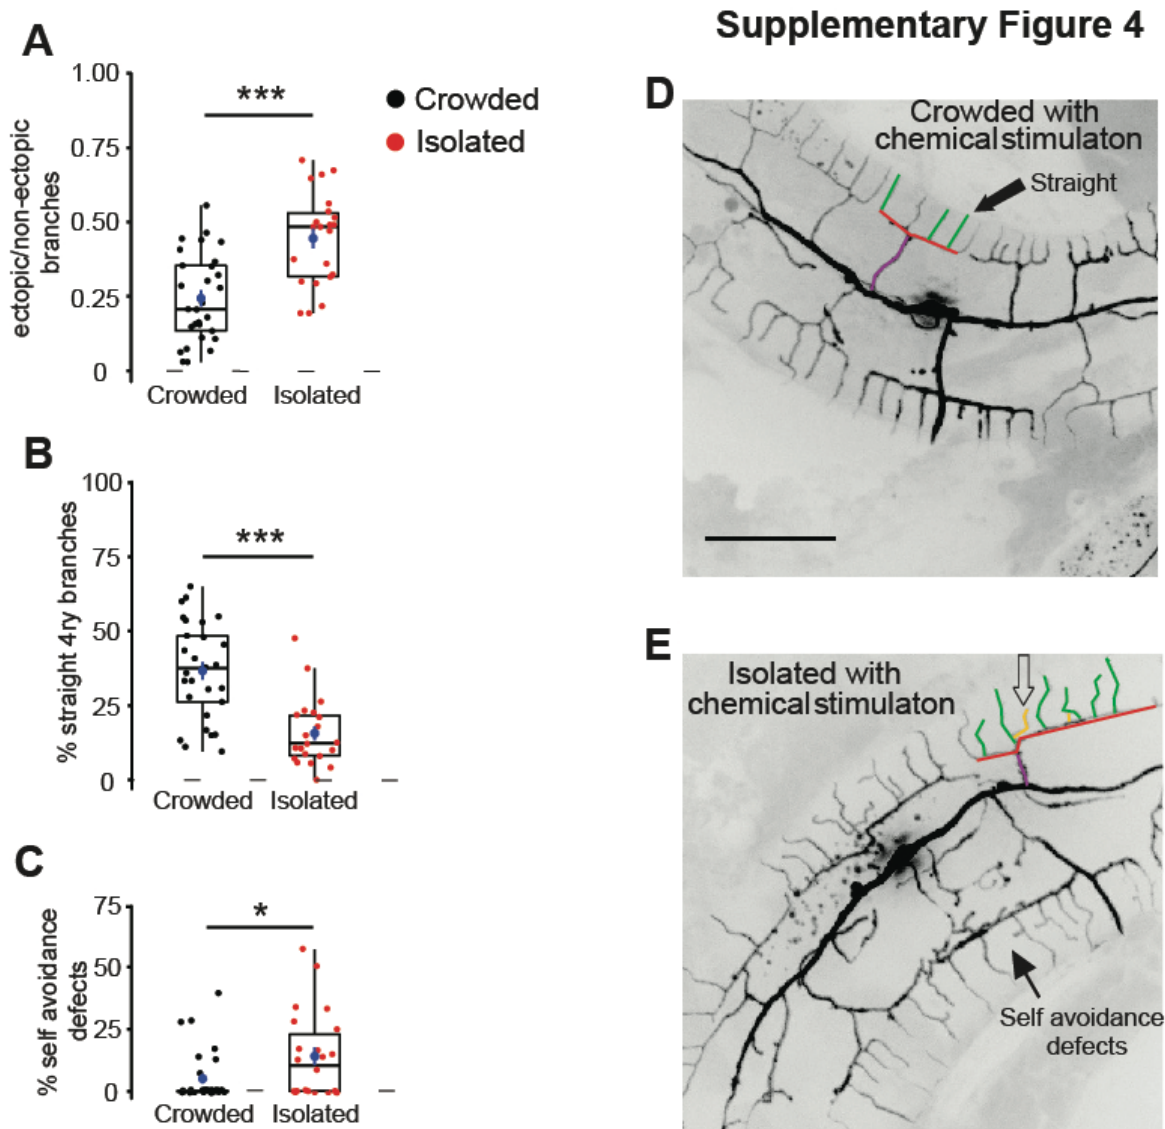 Supplementary Figure 4
A
1.00
0.75
0.50
0.25
0
ectopic/non-ectopic
branches
***
Crowded
Isolated
Crowded
Isolated
B
100
75
50
25
0
% straight 4ry branches
***
Crowded
Isolated
C
75
50
25
0
% self avoidance
defects
*
Crowded
Isolated
D
Crowded with
chemical stimulaton
Straight
E
Isolated with
chemical stimulaton
Self avoidance
defects